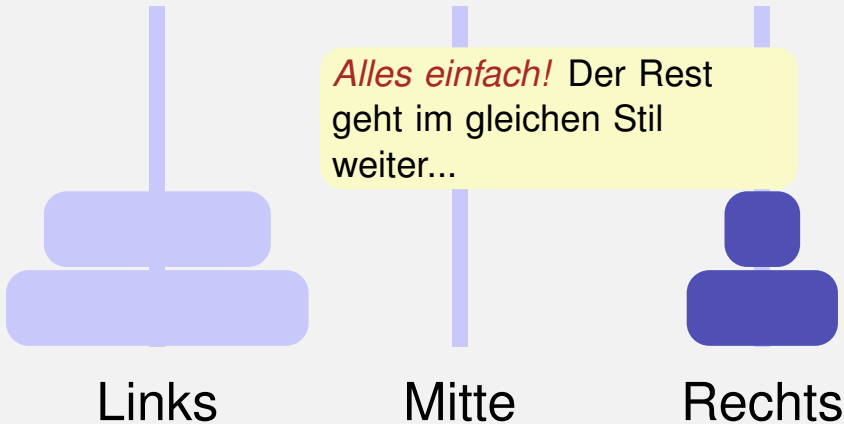 Alles einfach! Der Rest
geht im gleichen Stil
weiter...
Links Mitte Rechts